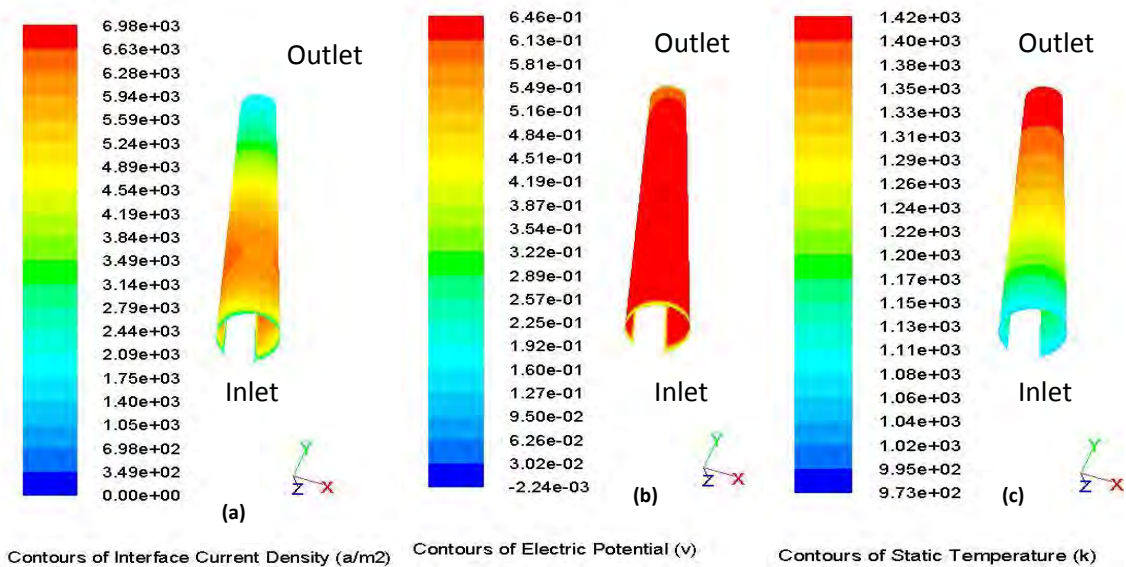 6.98e+03
6.63e+03
6.28e+03
5.94e+03
5.59e+03
5.24e+03
4.89e+03
4.54e+03
4.19e+03
3.84e+03
3.49e+03
3.14e+03
2.79e+03
2.44e+03
2.09e+03
1.75e+03
1.40e+03
1.05e+03
6.98e+02
3.49e+02
0.00e+00
Outlet
Inlet
Y
Z
X
(a)
Contours of Interface Current Density (a/m2)
6.46e-01
6.13e-01
5.81e-01
5.49e-01
5.16e-01
4.84e-01
4.51e-01
4.19e-01
3.87e-01
3.54e-01
3.22e-01
2.89e-01
2.57e-01
2.25e-01
1.92e-01
1.60e-01
1.27e-01
9.50e-02
6.26e-02
3.02e-02
-2.24e-03
Outlet
Inlet
Y
Z
X
(b)
Contours of Electric Potential (v)
1.42e+03
1.40e+03
1.38e+03
1.35e+03
1.33e+03
1.31e+03
1.29e+03
1.26e+03
1.24e+03
1.22e+03
1.20e+03
1.17e+03
1.15e+03
1.13e+03
1.11e+03
1.08e+03
1.06e+03
1.04e+03
1.02e+03
9.95e+02
9.73e+02
Outlet
Inlet
Y
Z
X
(c)
Contours of Static Temperature (k)